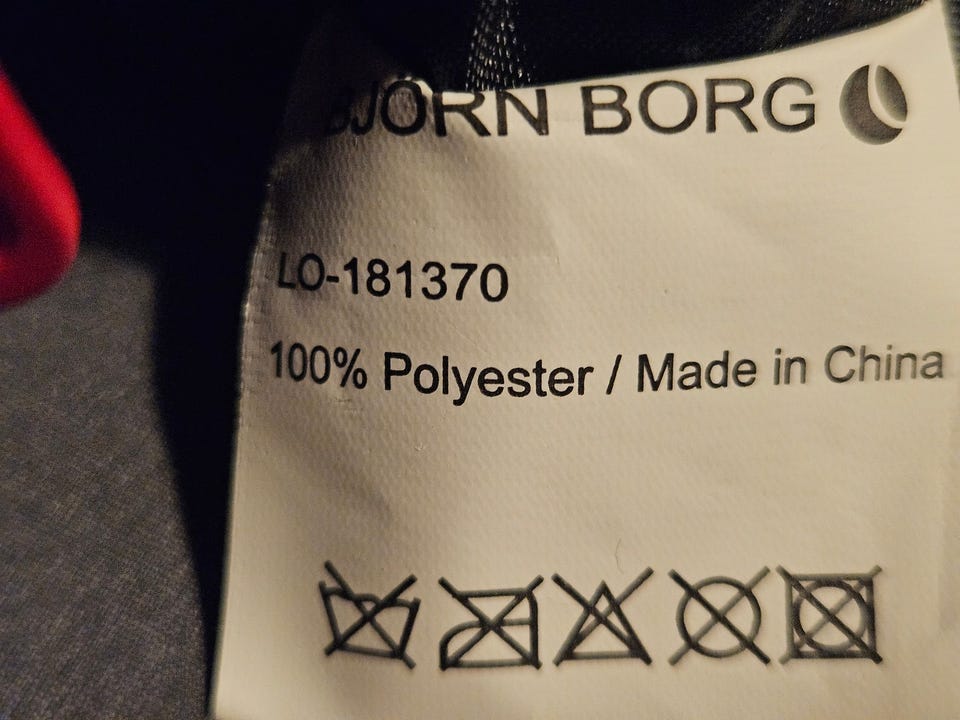 BJÖRN BORG
LO-181370
100% Polyester / Made in China